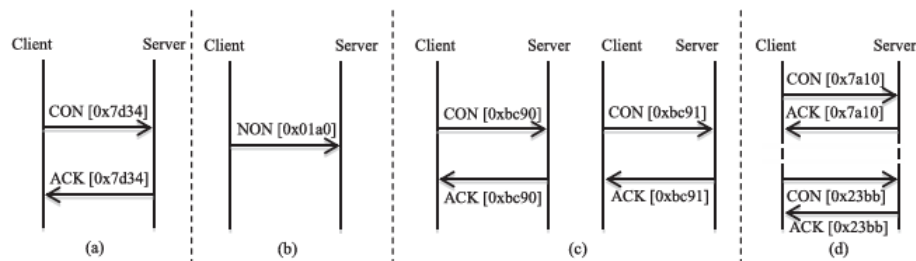 Client Server
CON [0x7d34]
ACK [0x7d34]
(a)
Client Server
NON [0x01a0]
(b)
Client Server
CON [0xbc90]
ACK [0xbc90]
Client Server
CON [0xbc91]
ACK [0xbc91]
(c)
Client Server
CON [0x7a10]
ACK [0x7a10]
CON [0x23bb]
ACK [0x23bb]
(d)